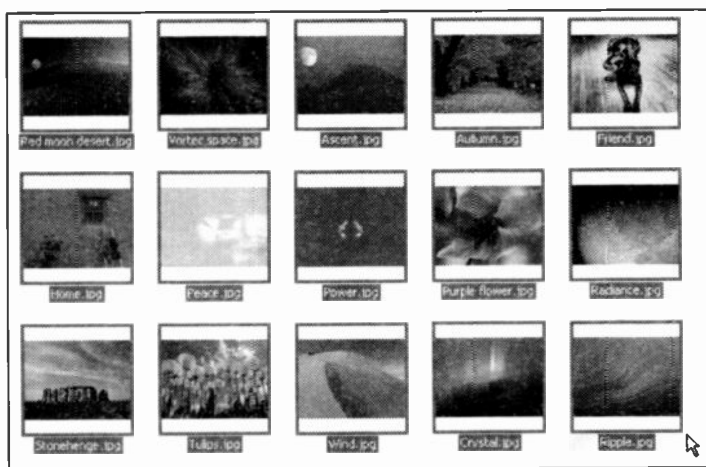 Red moon desert.jpg
Vortec space.jpg
Ascent.jpg
Autumn.jpg
Friend.jpg
Home.jpg
Peace.jpg
Power.jpg
Purple flower.jpg
Radiance.jpg
Stonehenge.jpg
Tulips.jpg
Wind.jpg
Crystal.jpg
Ripple.jpg